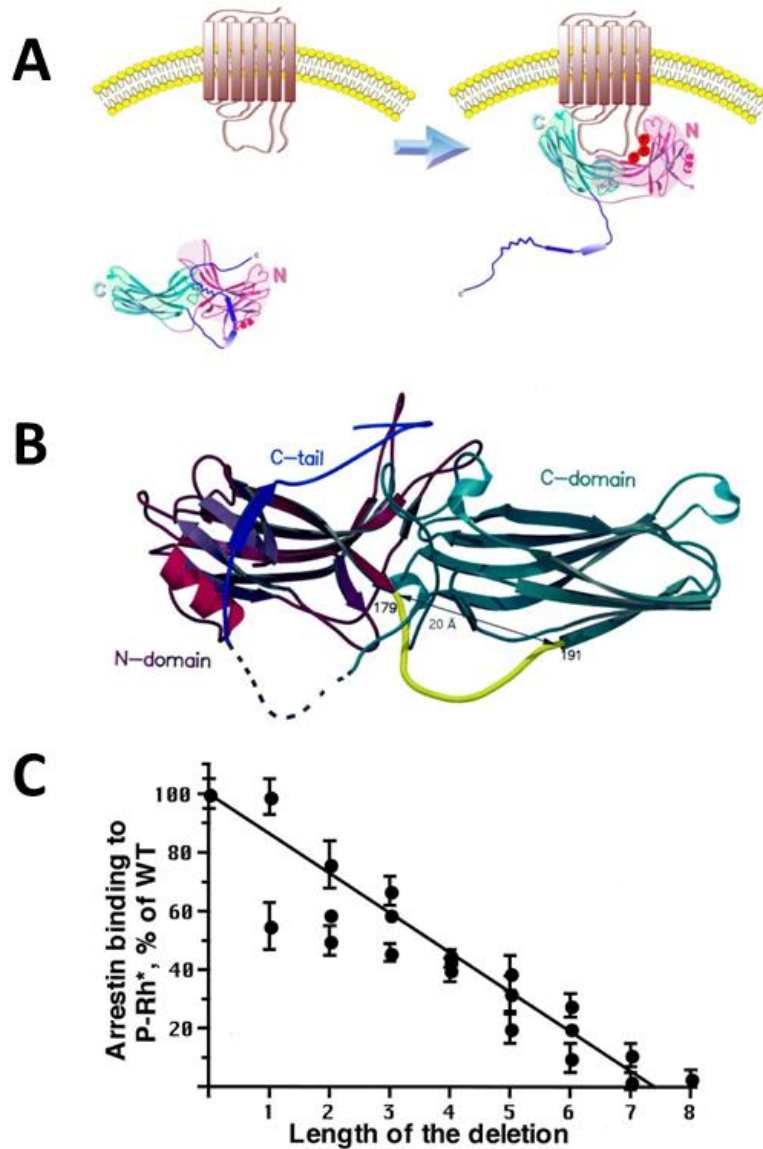 A
C
N
C
N
B
C-tail
C-domain
179
20 Å
191
N-domain
C
Arrestin binding to
P-Rh*, % of WT
100
80
60
40
20
1 2 3 4 5 6 7 8
Length of the deletion